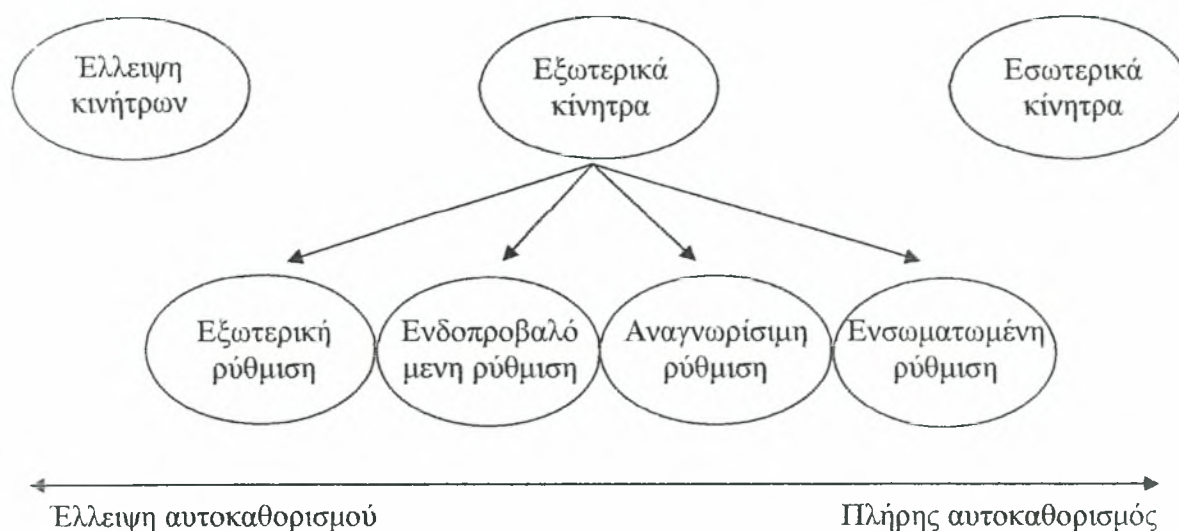 Έλλειψη
κινήτρων
Εξωτερικά
κίνητρα
Εσωτερικά
κίνητρα
Εξωτερική
ρύθμιση
Ενδοπροβαλό
μενη ρύθμιση
Αναγνωρίσιμη
ρύθμιση
Ενσωματωμένη
ρύθμιση
Έλλειψη αυτοκαθορισμού
Πλήρης αυτοκαθορισμός